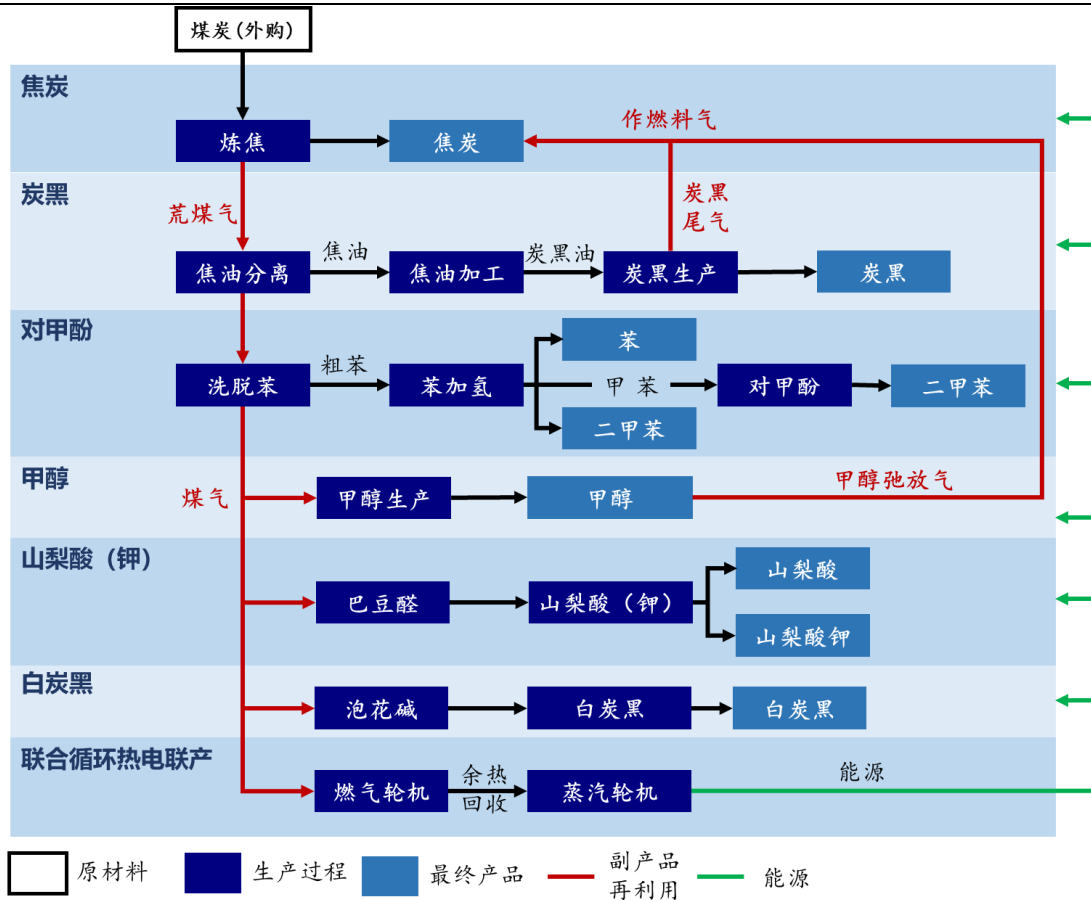 煤炭(外购)
焦炭
炼焦
焦炭
作燃料气
炭黑
荒煤气
焦油分离
焦油
焦油加工
炭黑油
炭黑生产
炭黑
尾气
炭黑
对甲酚
洗脱苯
粗苯
苯加氢
苯
甲苯
二甲苯
对甲酚
二甲苯
甲醇
煤气
甲醇生产
甲醇
甲醇弛放气
山梨酸（钾）
巴豆醛
山梨酸（钾）
山梨酸
山梨酸钾
白炭黑
泡花碱
白炭黑
白炭黑
联合循环热电联产
燃气轮机
余热
回收
蒸汽轮机
能源
原材料
生产过程
最终产品
副产品
再利用
能源